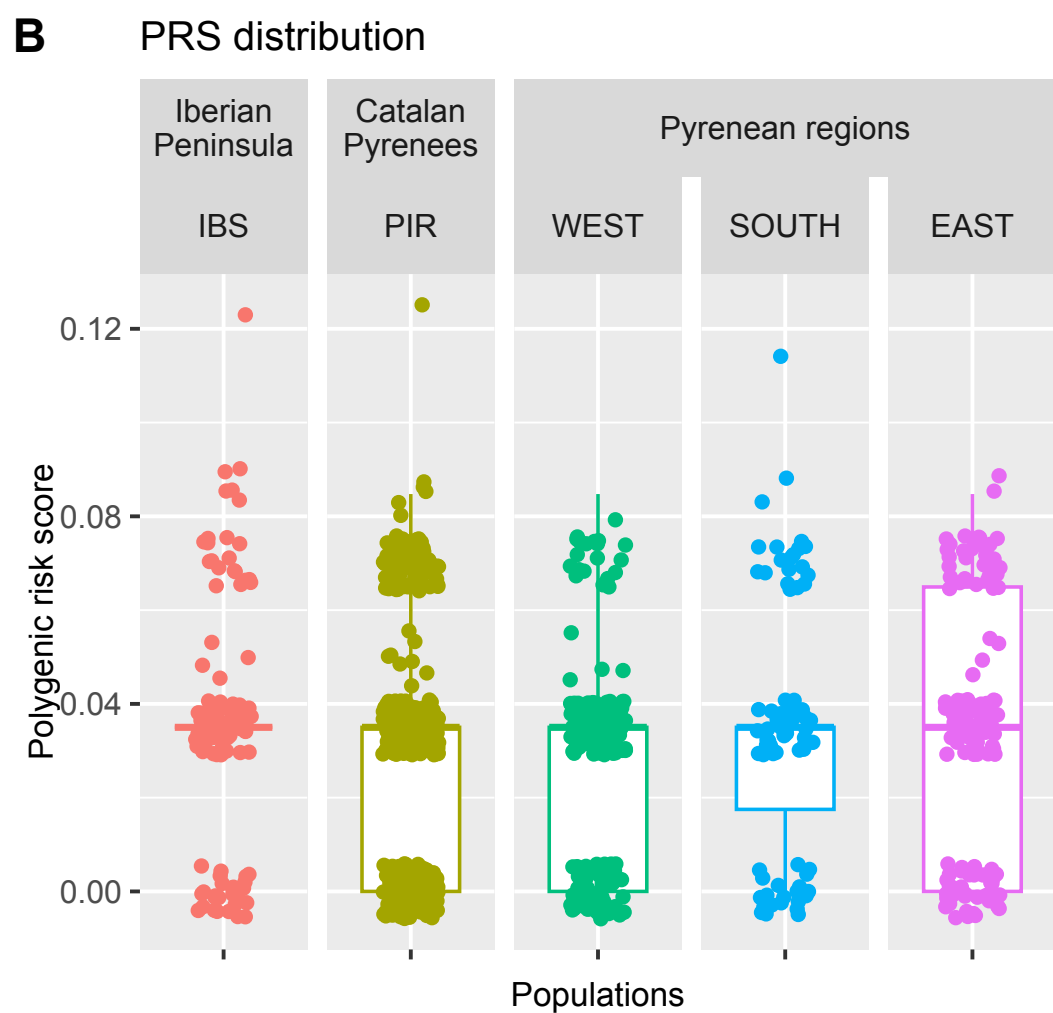 B PRS distribution
Iberian
Peninsula
Catalan
Pyrenees
Pyrenean regions
IBS
PIR
WEST
SOUTH
EAST
0.12
0.08
0.04
0.00
Polygenic risk score
Populations